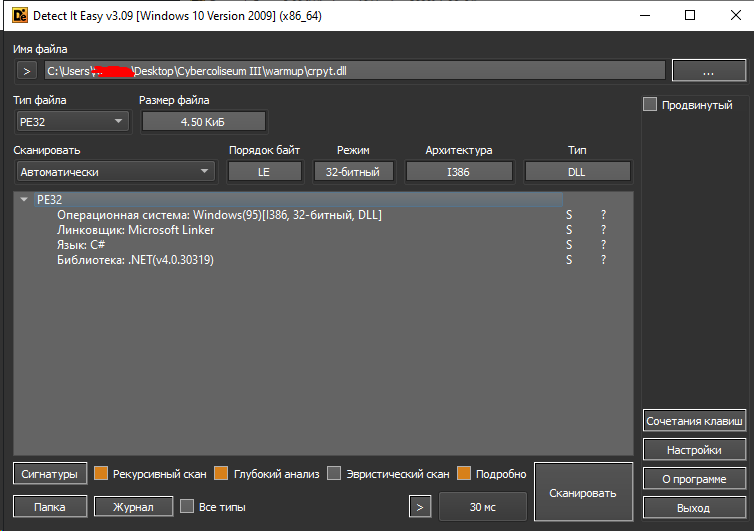 Detect It Easy v3.09 [Windows 10 Version 2009] (x86_64)
Имя файла
> C:\Users\ \Desktop\Cybercoliseum III\warmup\crpyt.dll ...
Тип файла Размер файла Продвинутый
PE32 4.50 КиБ
Сканировать Порядок байт Режим Архитектура Тип
Автоматически LE 32-битный I386 DLL
PE32
Операционная система: Windows(95)[I386, 32-битный, DLL] S ?
Линковщик: Microsoft Linker S ?
Язык: C# S ?
Библиотека: .NET(v4.0.30319) S ?
Сочетания клавиш
Настройки
Сигнатуры Рекурсивный скан Глубокий анализ Эвристический скан Подробно Сканировать О программе
Папка Журнал Все типы > 30 мс Выход